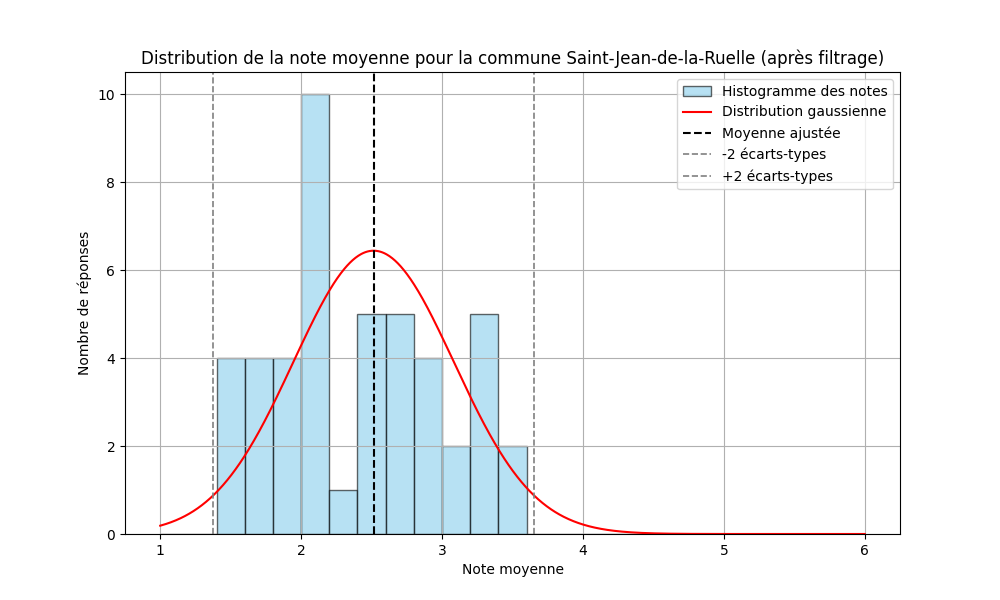 Distribution de la note moyenne pour la commune Saint-Jean-de-la-Ruelle (après filtrage)
Histogramme des notes
Distribution gaussienne
Moyenne ajustée
-2 écarts-types
+2 écarts-types
Nombre de réponses
10
8
6
4
2
0
1 2 3 4 5 6
Note moyenne